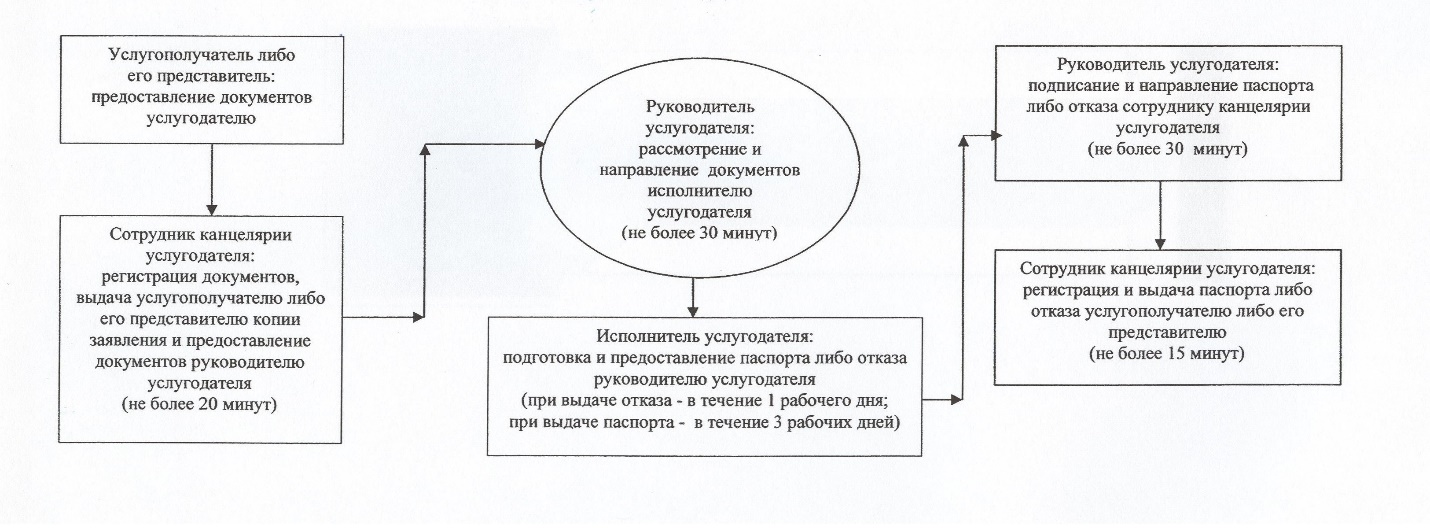 Услугополучатель либо
его представитель:
предоставление документов
услугодателю
Сотрудник канцелярии
услугодателя:
регистрация документов,
выдача услугополучателю либо
его представителю копии
заявления и предоставление
документов руководителю
услугодателя
(не более 20 минут)
Руководитель
услугодателя:
рассмотрение и
направление документов
исполнителю
услугодателя
(не более 30 минут)
Исполнитель услугодателя:
подготовка и предоставление паспорта либо отказа
руководителю услугодателя
(при выдаче отказа - в течение 1 рабочего дня;
при выдаче паспорта - в течение 3 рабочих дней)
Руководитель услугодателя:
подписание и направление паспорта
либо отказа сотруднику канцелярии
услугодателя
(не более 30 минут)
Сотрудник канцелярии услугодателя:
регистрация и выдача паспорта либо
отказа услугополучателю либо его
представителю
(не более 15 минут)